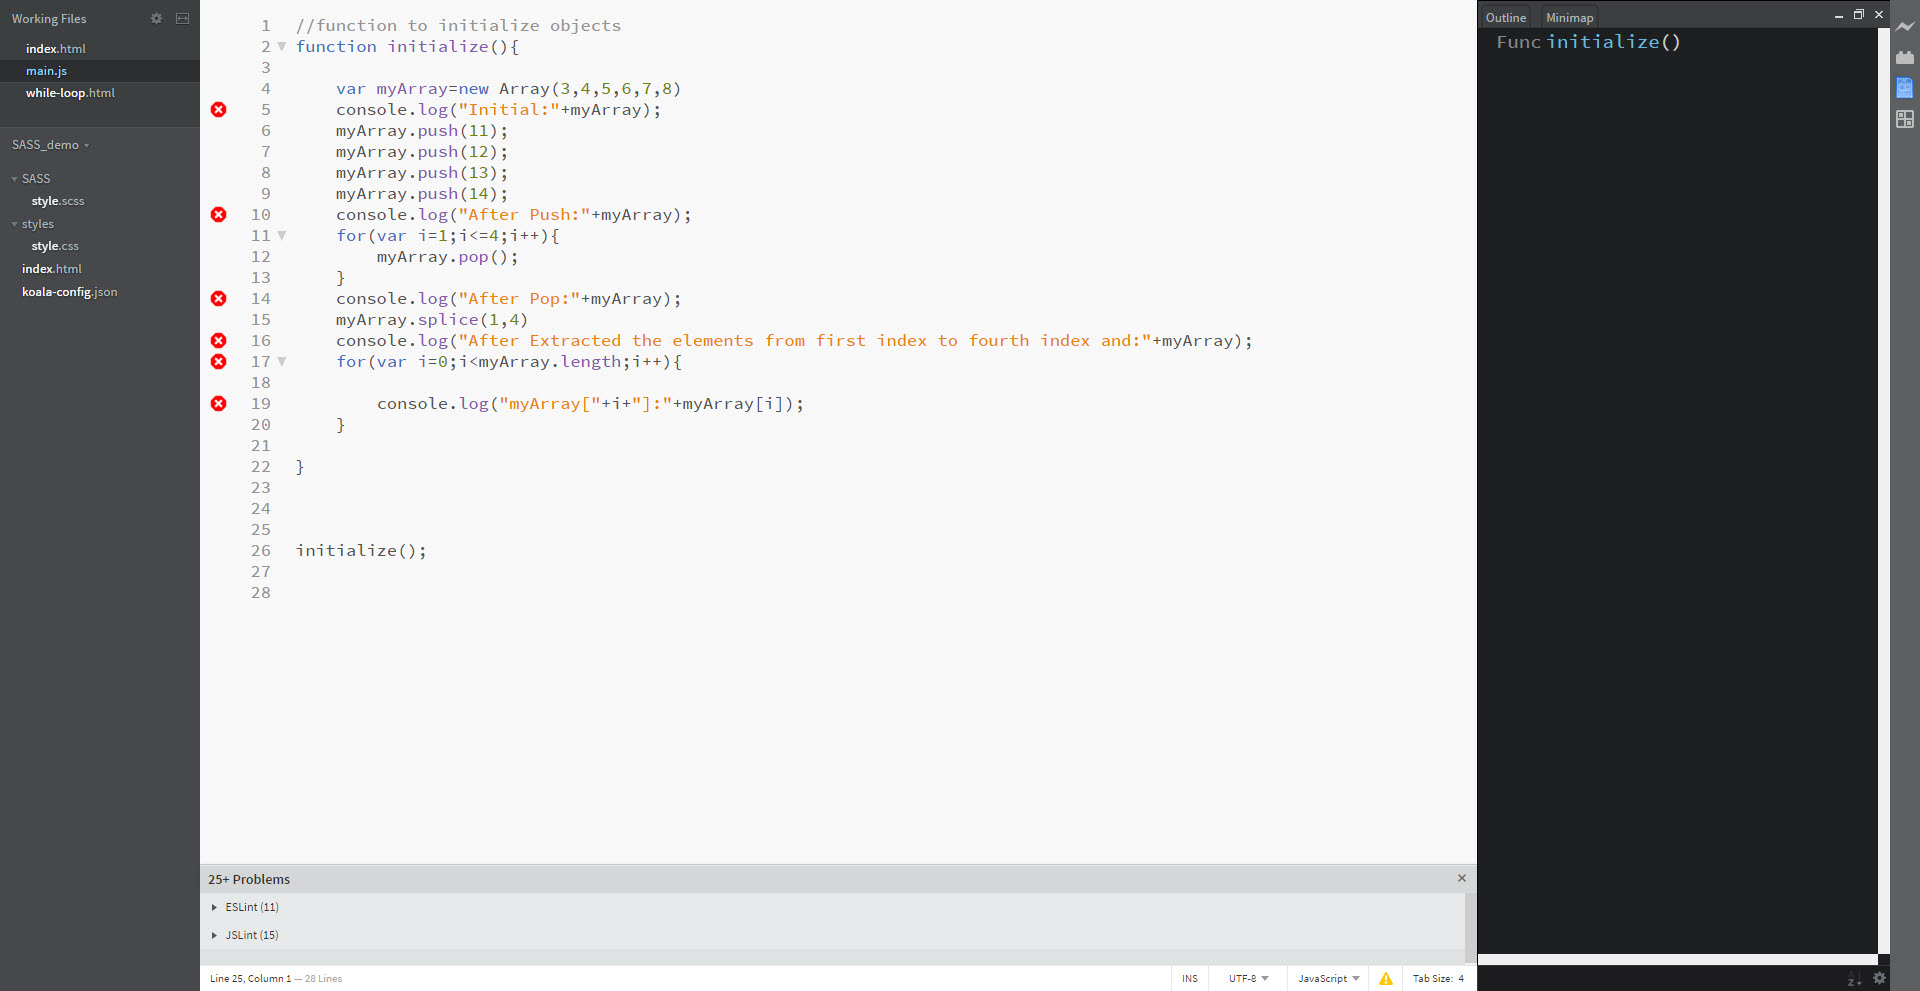 Working Files
index.html
main.js
while-loop.html
SASS_demo
SASS
style.scss
styles
style.css
index.html
koala-config.json
1 //function to initialize objects
2 function initialize(){
3
4 var myArray=new Array(3,4,5,6,7,8)
5 console.log("Initial:"+myArray);
6 myArray.push(11);
7 myArray.push(12);
8 myArray.push(13);
9 myArray.push(14);
10 console.log("After Push:"+myArray);
11 for(var i=1;i<=4;i++){
12 myArray.pop();
13 }
14 console.log("After Pop:"+myArray);
15 myArray.splice(1,4)
16 console.log("After Extracted the elements from first index to fourth index and:"+myArray);
17 for(var i=0;i<myArray.length;i++){
18
19 console.log("myArray["+i+"]:"+myArray[i]);
20 }
21
22 }
23
24
25
26 initialize();
27
28
25+ Problems
ESLint (11)
JSLint (15)
Line 25, Column 1 — 28 Lines
INS UTF-8 JavaScript Tab Size: 4
Outline Minimap
Func initialize()